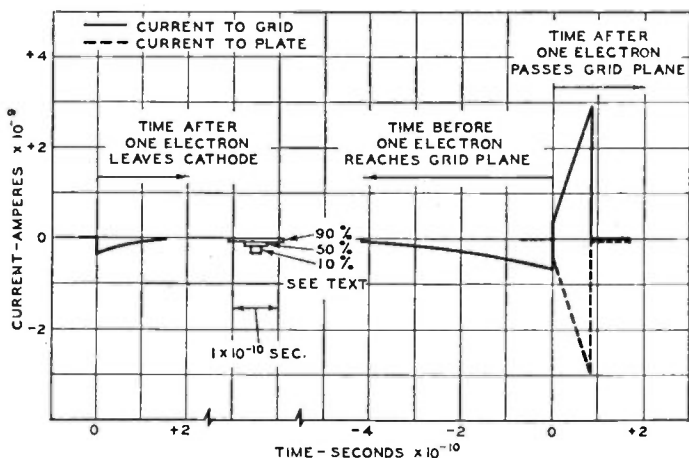 CURRENT TO GRID
CURRENT TO PLATE
TIME AFTER
ONE ELECTRON
PASSES GRID PLANE
TIME AFTER
ONE ELECTRON
LEAVES CATHODE
TIME BEFORE
ONE ELECTRON
REACHES GRID PLANE
90 %
50 %
10 %
SEE TEXT
1 X 10⁻¹⁰ SEC.
CURRENT-AMPERES ×10⁻⁹
+4
+2
0
-2
0 +2 -4 -2 0 +2
TIME - SECONDS ×10⁻¹⁰